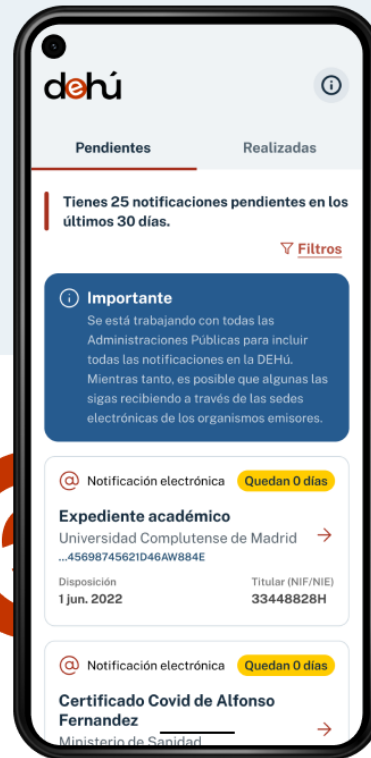 dehú
Pendientes
Realizadas
Tienes 25 notificaciones pendientes en los
últimos 30 días.
Filtros
Importante
Se está trabajando con todas las
Administraciones Públicas para incluir
todas las notificaciones en la DEHú.
Mientras tanto, es posible que algunas las
sigas recibiendo a través de las sedes
electrónicas de los organismos emisores.
Notificación electrónica
Quedan 0 días
Expediente académico
Universidad Complutense de Madrid
...45698745621D46AW884E
Disposición
Titular (NIF/NIE)
1 jun. 2022
33448828H
Notificación electrónica
Quedan 0 días
Certificado Covid de Alfonso
Fernandez
Ministerio de Sanidad